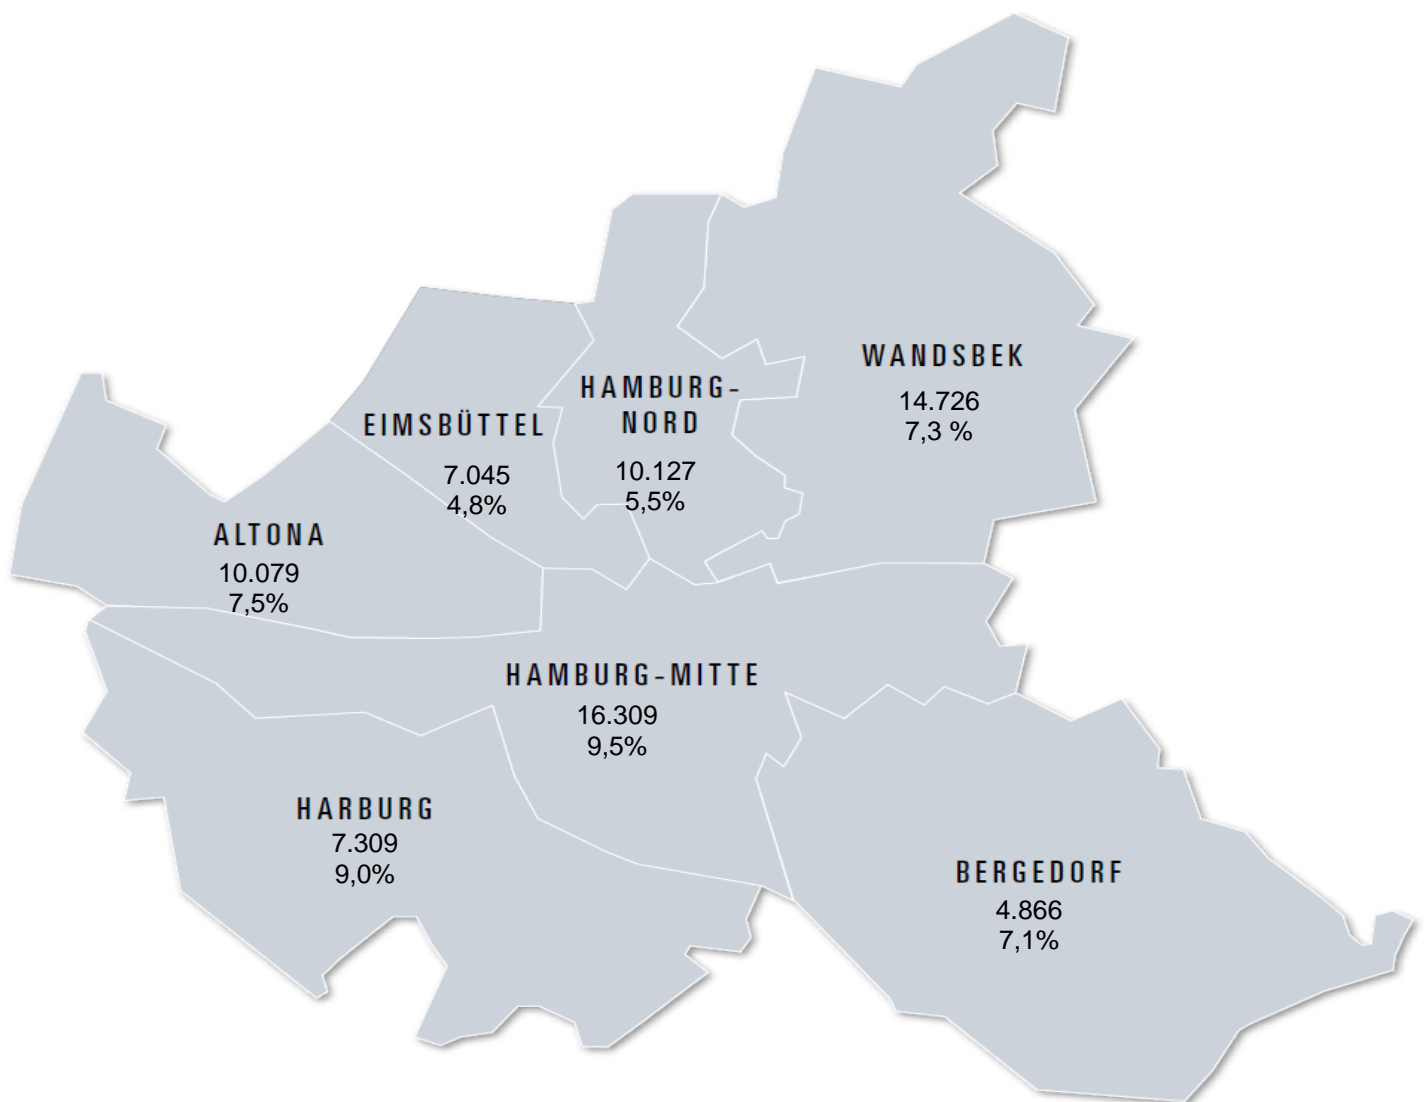 WANDSBEK
14.726
7,3 %
HAMBURG-
NORD
10.127
5,5%
EIMSBÜTTEL
7.045
4,8%
ALTONA
10.079
7,5%
HAMBURG-MITTE
16.309
9,5%
HARBURG
7.309
9,0%
BERGEDORF
4.866
7,1%